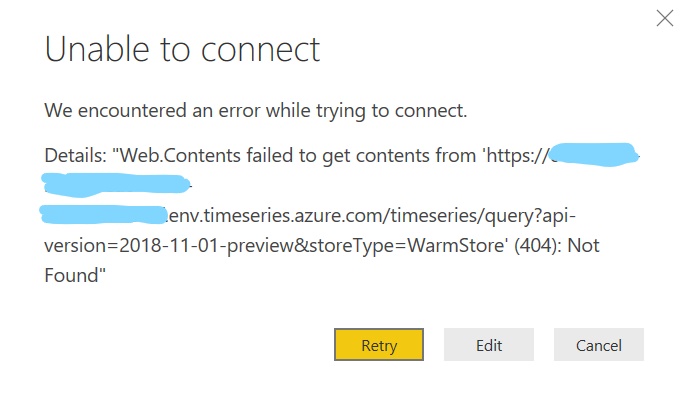 Unable to connect
We encountered an error while trying to connect.
Details: "Web.Contents failed to get contents from 'https://
env.timeseries.azure.com/timeseries/query?api-
version=2018-11-01-preview&storeType=WarmStore' (404): Not
Found"
Retry Edit Cancel